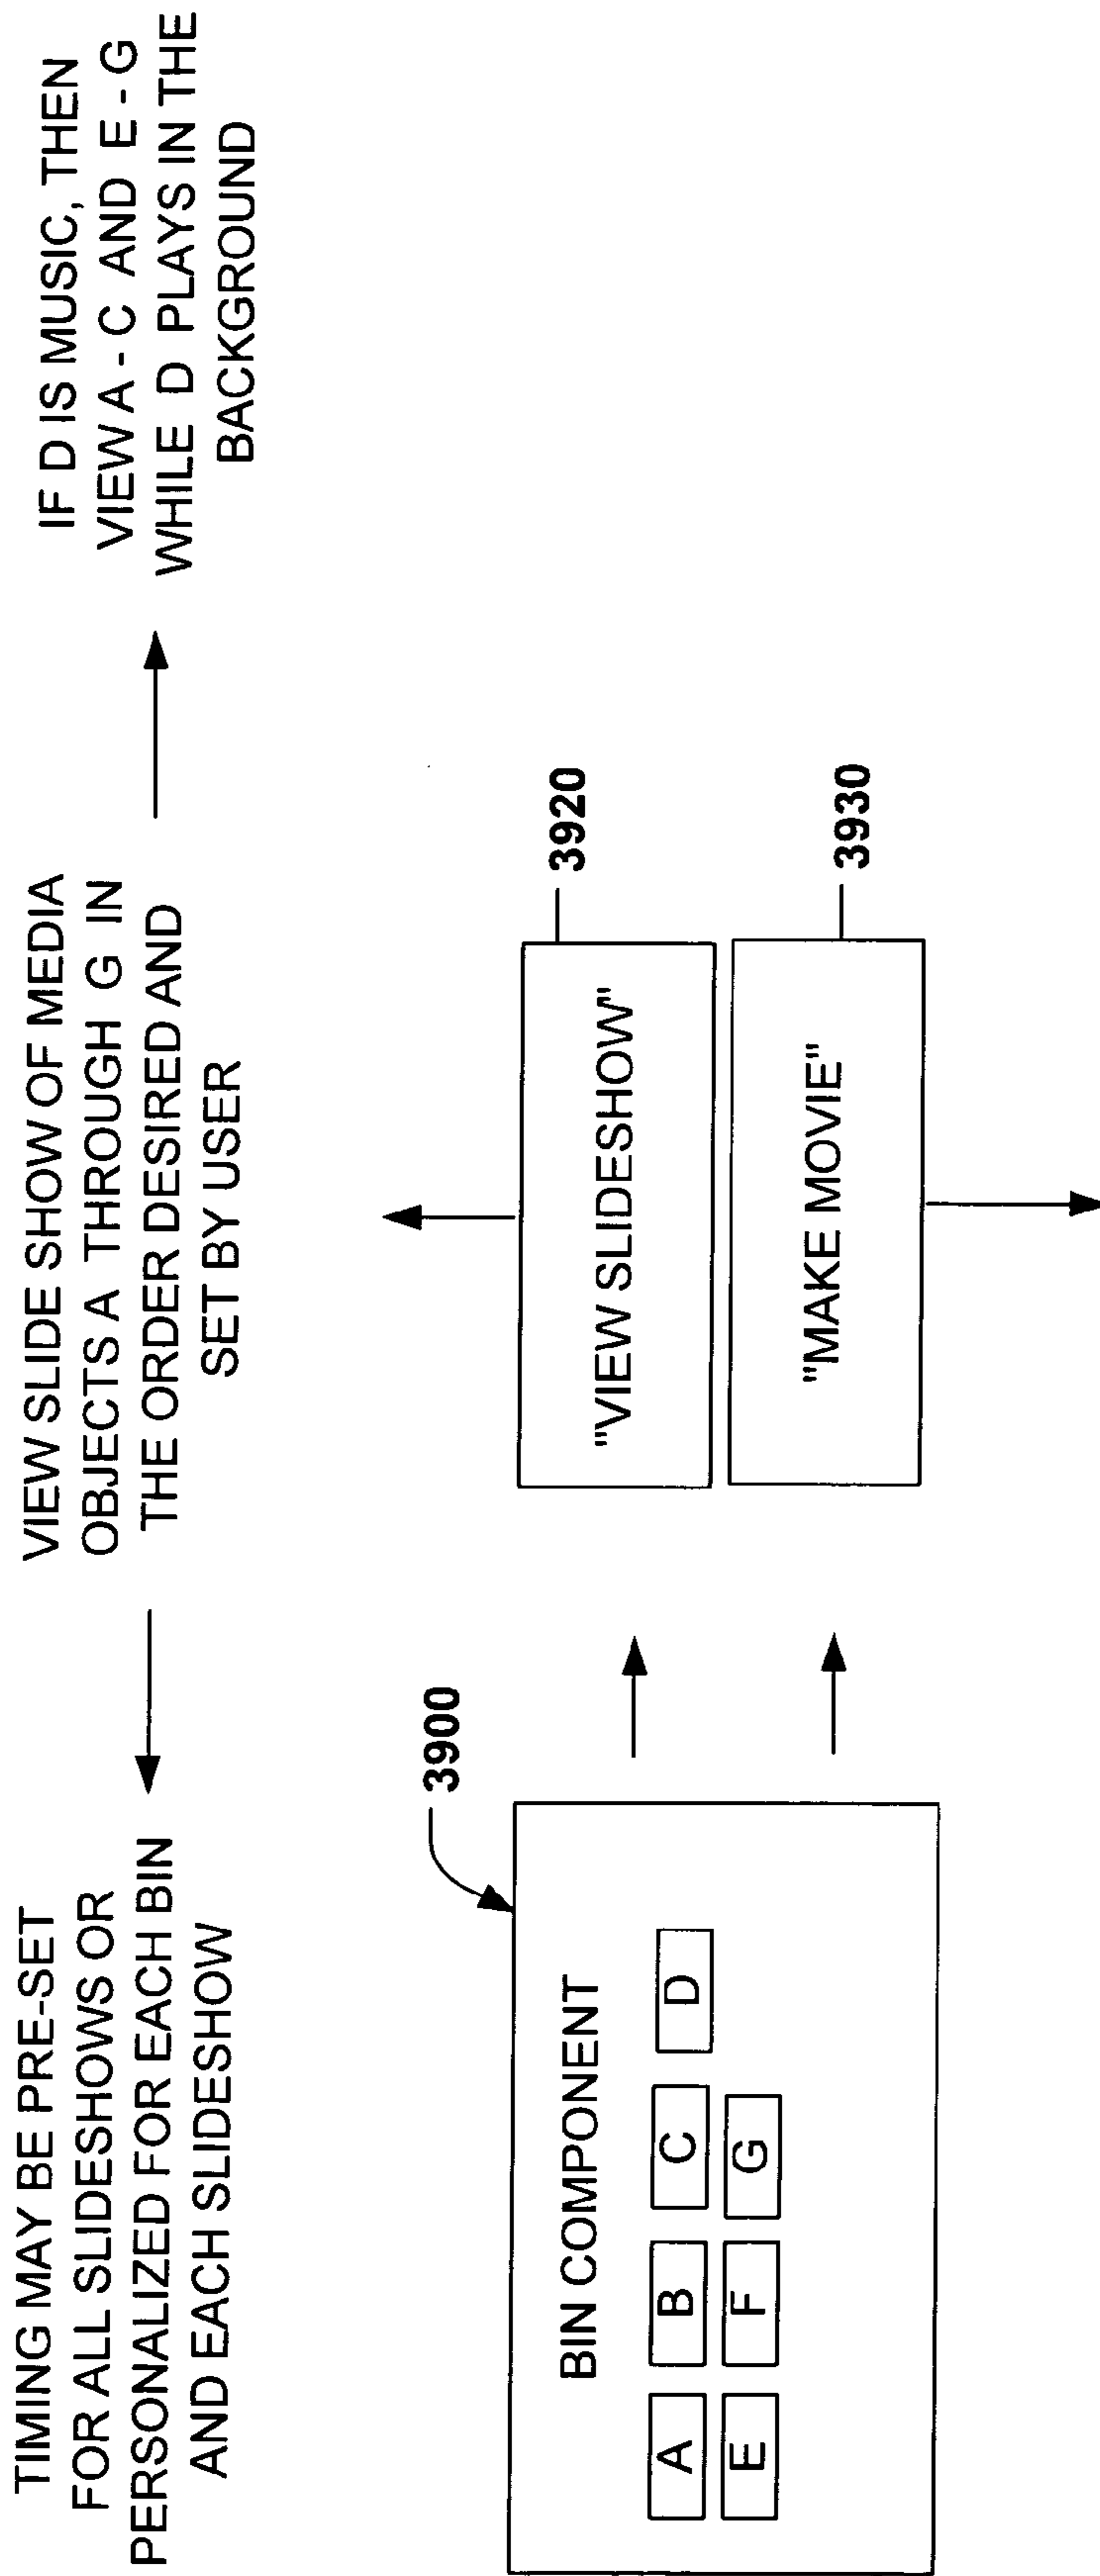 TIMING MAY BE PRE-SET
FOR ALL SLIDESHOWS OR
PERSONALIZED FOR EACH BIN
AND EACH SLIDESHOW
VIEW SLIDE SHOW OF MEDIA
OBJECTS A THROUGH G IN
THE ORDER DESIRED AND
SET BY USER
IF D IS MUSIC, THEN
VIEW A - C AND E - G
WHILE D PLAYS IN THE
BACKGROUND
3900
BIN COMPONENT
A B C D
E F G
"VIEW SLIDESHOW"
3920
"MAKE MOVIE"
3930